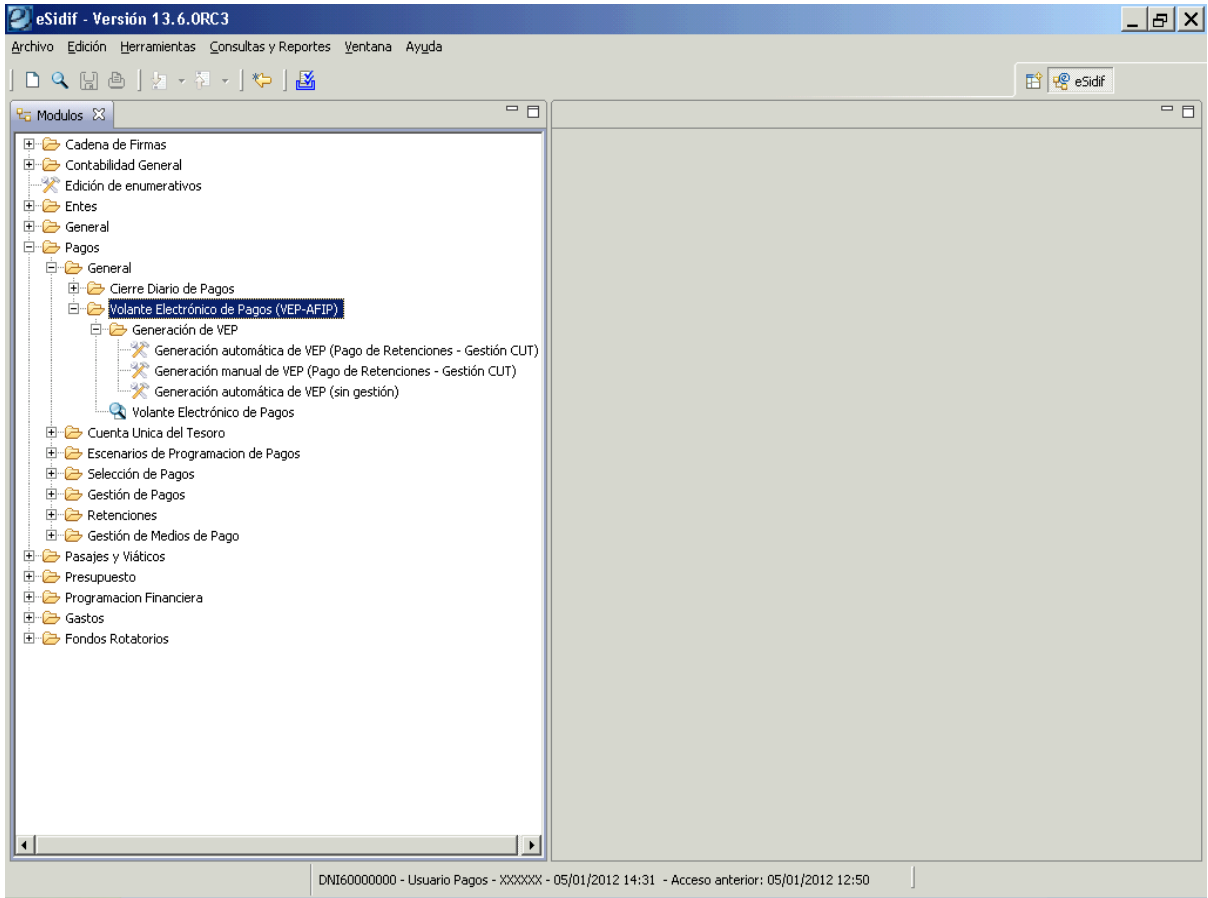 eSidif - Versión 13.6.0RC3
Archivo Edición Herramientas Consultas y Reportes Ventana Ayuda
eSidif
Modulos
Cadena de Firmas
Contabilidad General
Edición de enumerativos
Entes
General
Pagos
General
Cierre Diario de Pagos
Volante Electrónico de Pagos (VEP-AFIP)
Generación de VEP
Generación automática de VEP (Pago de Retenciones - Gestión CUT)
Generación manual de VEP (Pago de Retenciones - Gestión CUT)
Generación automática de VEP (sin gestión)
Volante Electrónico de Pagos
Cuenta Unica del Tesoro
Escenarios de Programacion de Pagos
Selección de Pagos
Gestión de Pagos
Retenciones
Gestión de Medios de Pago
Pasajes y Viáticos
Presupuesto
Programacion Financiera
Gastos
Fondos Rotatorios
DNI60000000 - Usuario Pagos - XXXXXX - 05/01/2012 14:31 - Acceso anterior: 05/01/2012 12:50